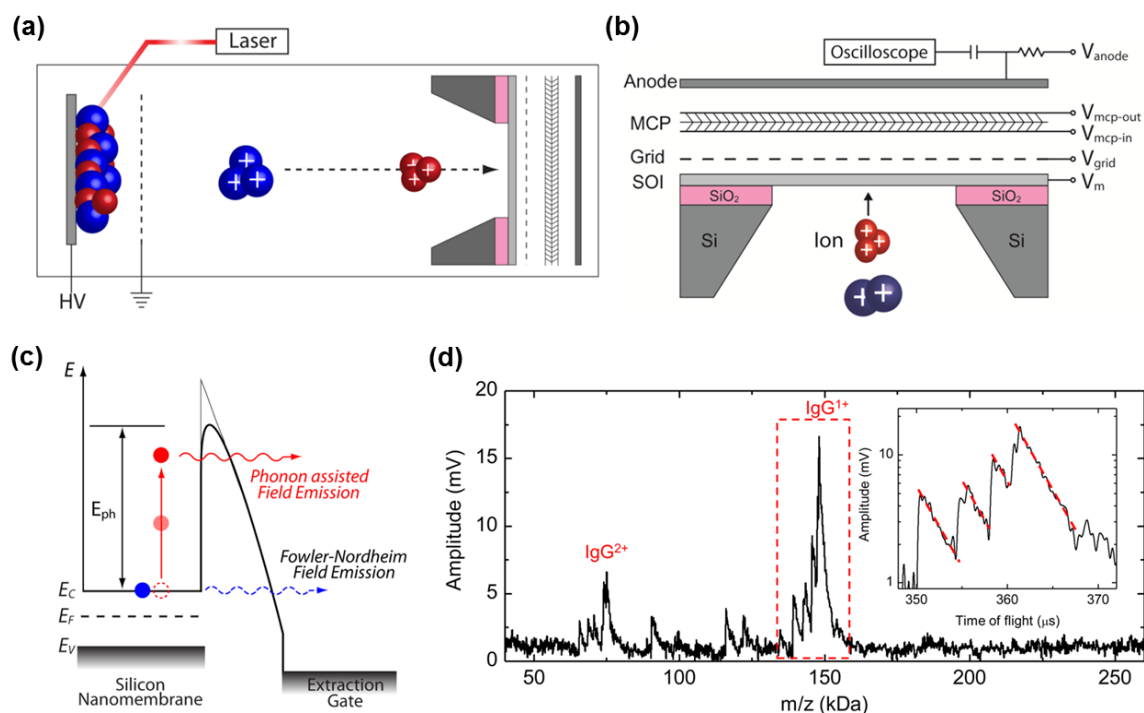 (a)
Laser
HV
(b)
Oscilloscope
V_anode
Anode
MCP
V_mcp-out
V_mcp-in
Grid
V_grid
SOI
V_m
SiO₂
SiO₂
Si
Ion
Si
(c)
E
E_ph
Phonon assisted
Field Emission
Fowler-Nordheim
Field Emission
E_C
E_F
E_V
Silicon
Nanomembrane
Extraction
Gate
(d)
20
15
10
5
0
Amplitude (mV)
IgG²⁺
IgG¹⁺
50
100
150
200
250
m/z (kDa)
Amplitude (mV)
10
1
350
360
370
Time of flight (μs)